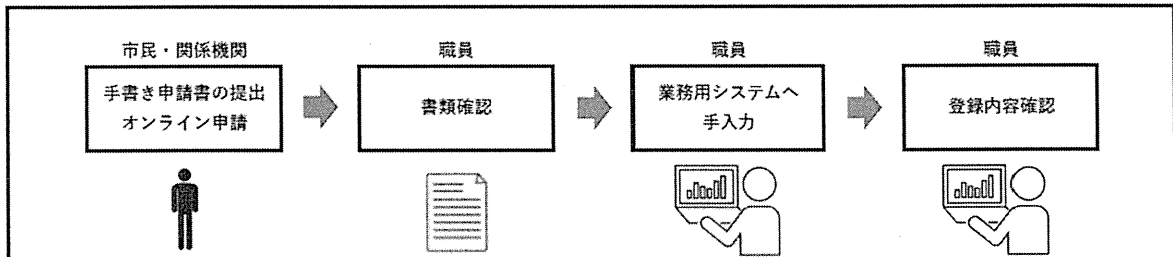 市民・関係機関
手書き申請書の提出
オンライン申請
職員
書類確認
職員
業務用システムへ
手入力
職員
登録内容確認